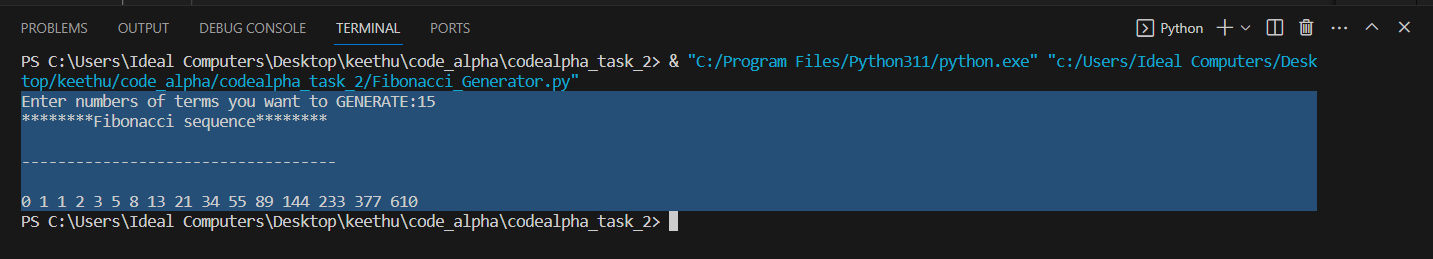 PROBLEMS OUTPUT DEBUG CONSOLE TERMINAL PORTS Python
PS C:\Users\Ideal Computers\Desktop\keethu\code_alpha\codealpha_task_2> & "C:/Program Files/Python311/python.exe" "c:/Users/Ideal Computers/Desk
top/keethu/code_alpha/codealpha_task_2/Fibonacci_Generator.py"
Enter numbers of terms you want to GENERATE:15
********Fibonacci sequence********
-----------------------------------
0 1 1 2 3 5 8 13 21 34 55 89 144 233 377 610
PS C:\Users\Ideal Computers\Desktop\keethu\code_alpha\codealpha_task_2>